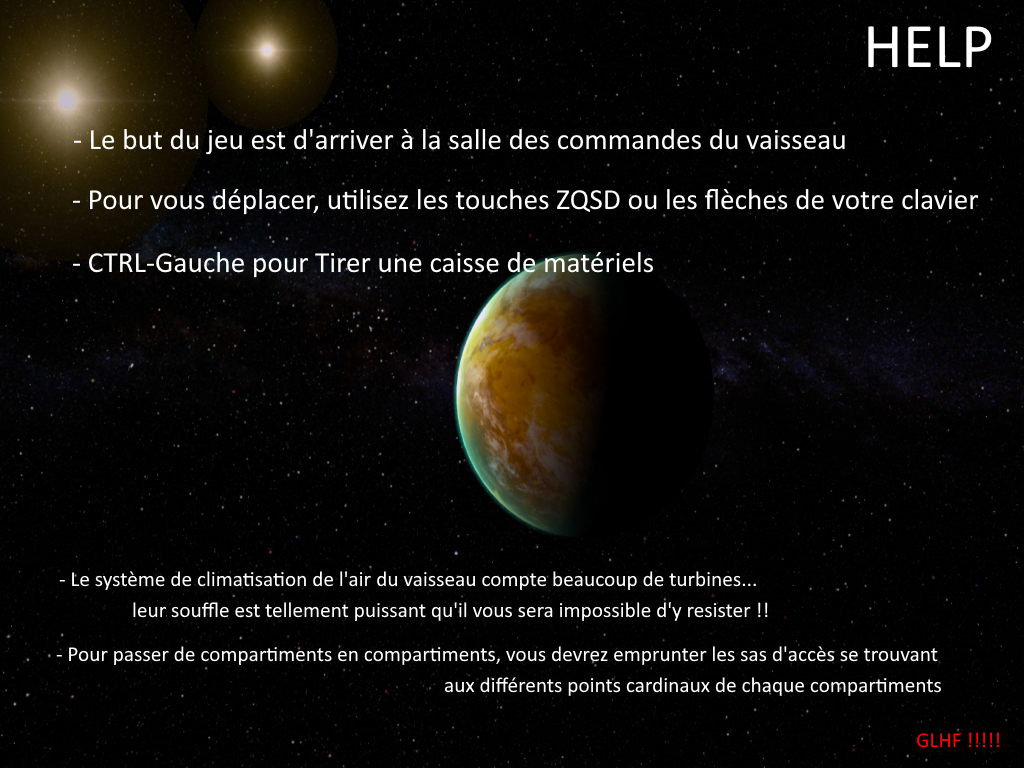 HELP
- Le but du jeu est d'arriver à la salle des commandes du vaisseau
- Pour vous déplacer, utilisez les touches ZQSD ou les flèches de votre clavier
- CTRL-Gauche pour Tirer une caisse de matériels
- Le système de climatisation de l'air du vaisseau compte beaucoup de turbines...
leur souffle est tellement puissant qu'il vous sera impossible d'y resister !!
- Pour passer de compartiments en compartiments, vous devrez emprunter les sas d'accès se trouvant
aux différents points cardinaux de chaque compartiments
GLHF !!!!!